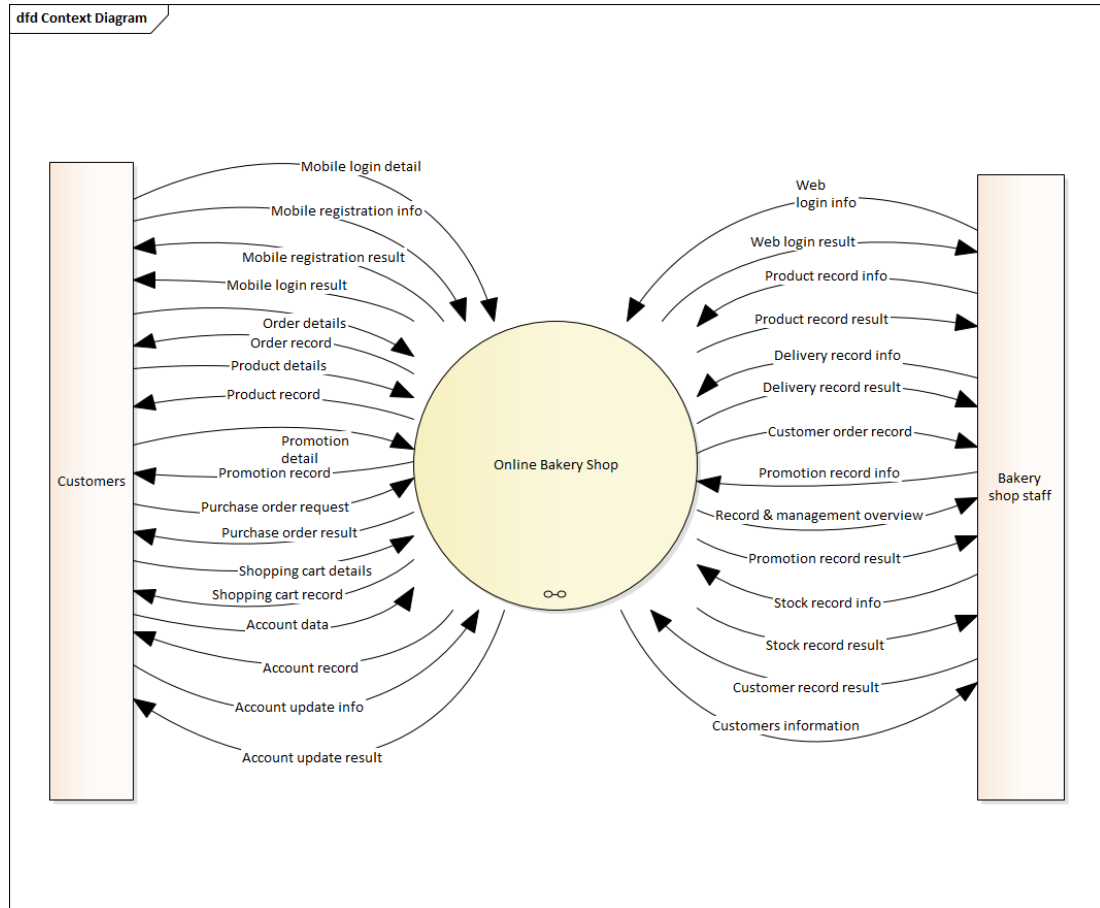 dfd Context Diagram
Mobile login detail
Mobile registration info
Mobile registration result
Mobile login result
Order details
Order record
Product details
Product record
Promotion
detail
Promotion record
Purchase order request
Purchase order result
Shopping cart details
Shopping cart record
Account data
Account record
Account update info
Account update result
Customers
Online Bakery Shop
Web
login info
Web login result
Product record info
Product record result
Delivery record info
Delivery record result
Customer order record
Promotion record info
Record & management overview
Promotion record result
Stock record info
Stock record result
Customer record result
Customers information
Bakery
shop staff